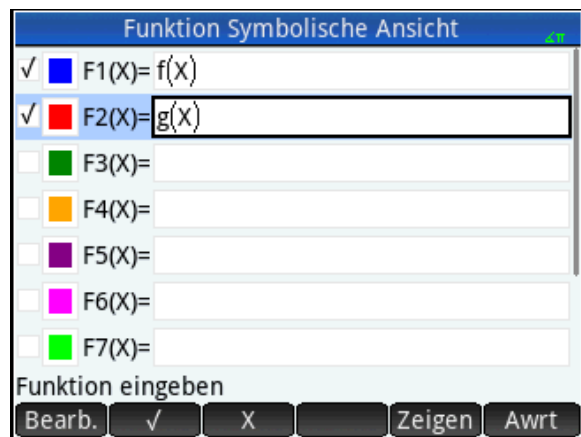 Funktion Symbolische Ansicht ∡π
√ F1(X)= f(X)
√ F2(X)= g(X)
F3(X)=
F4(X)=
F5(X)=
F6(X)=
F7(X)=
Funktion eingeben
Bearb. √ X Zeigen Awrt